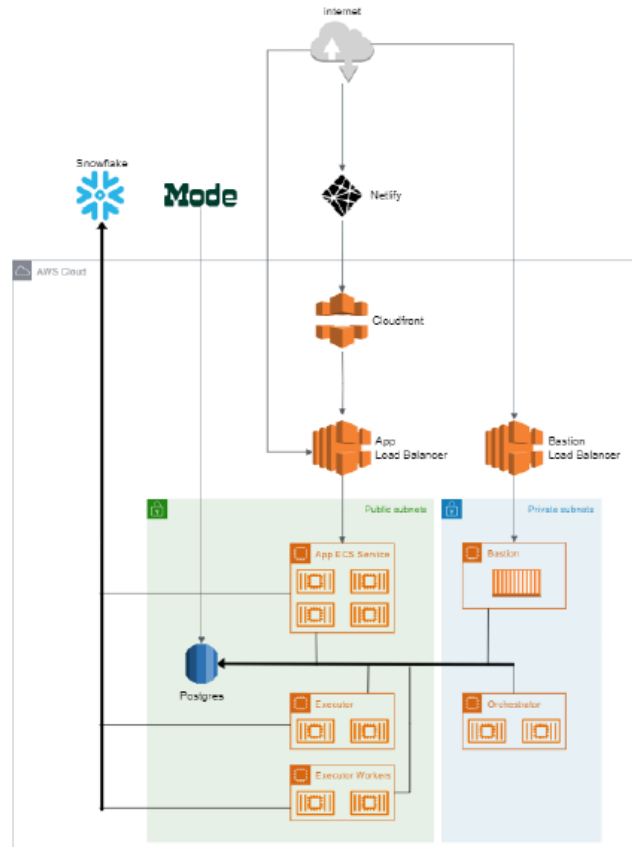 Internet
Snowflake
Mode
Netlify
AWS Cloud
Cloudfront
App
Load Balancer
Bastion
Load Balancer
Public subnets
Private subnets
App ECS Service
Bastion
Postgres
Executor
Orchestrator
Executor Workers